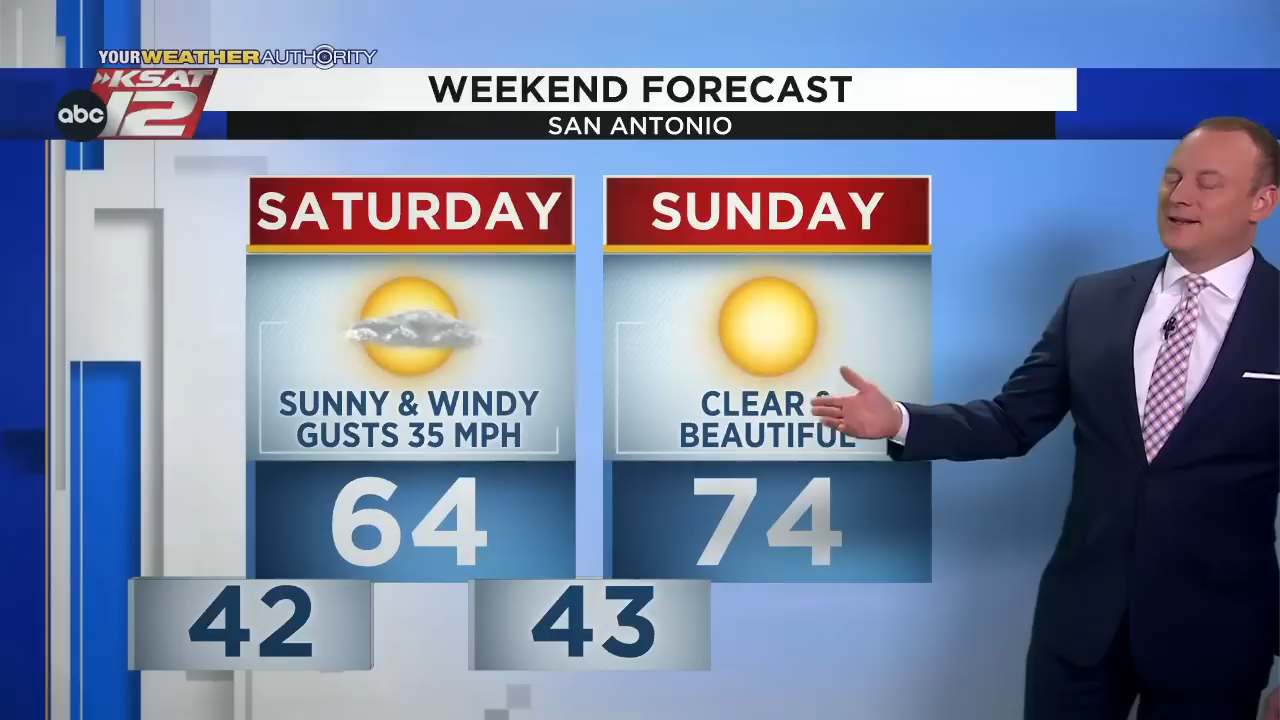 YOURWEATHERAUTHORITY
KSAT
abc 12
WEEKEND FORECAST
SAN ANTONIO
SATURDAY
SUNNY & WINDY
GUSTS 35 MPH
64
42
SUNDAY
CLEAR &
BEAUTIFUL
74
43